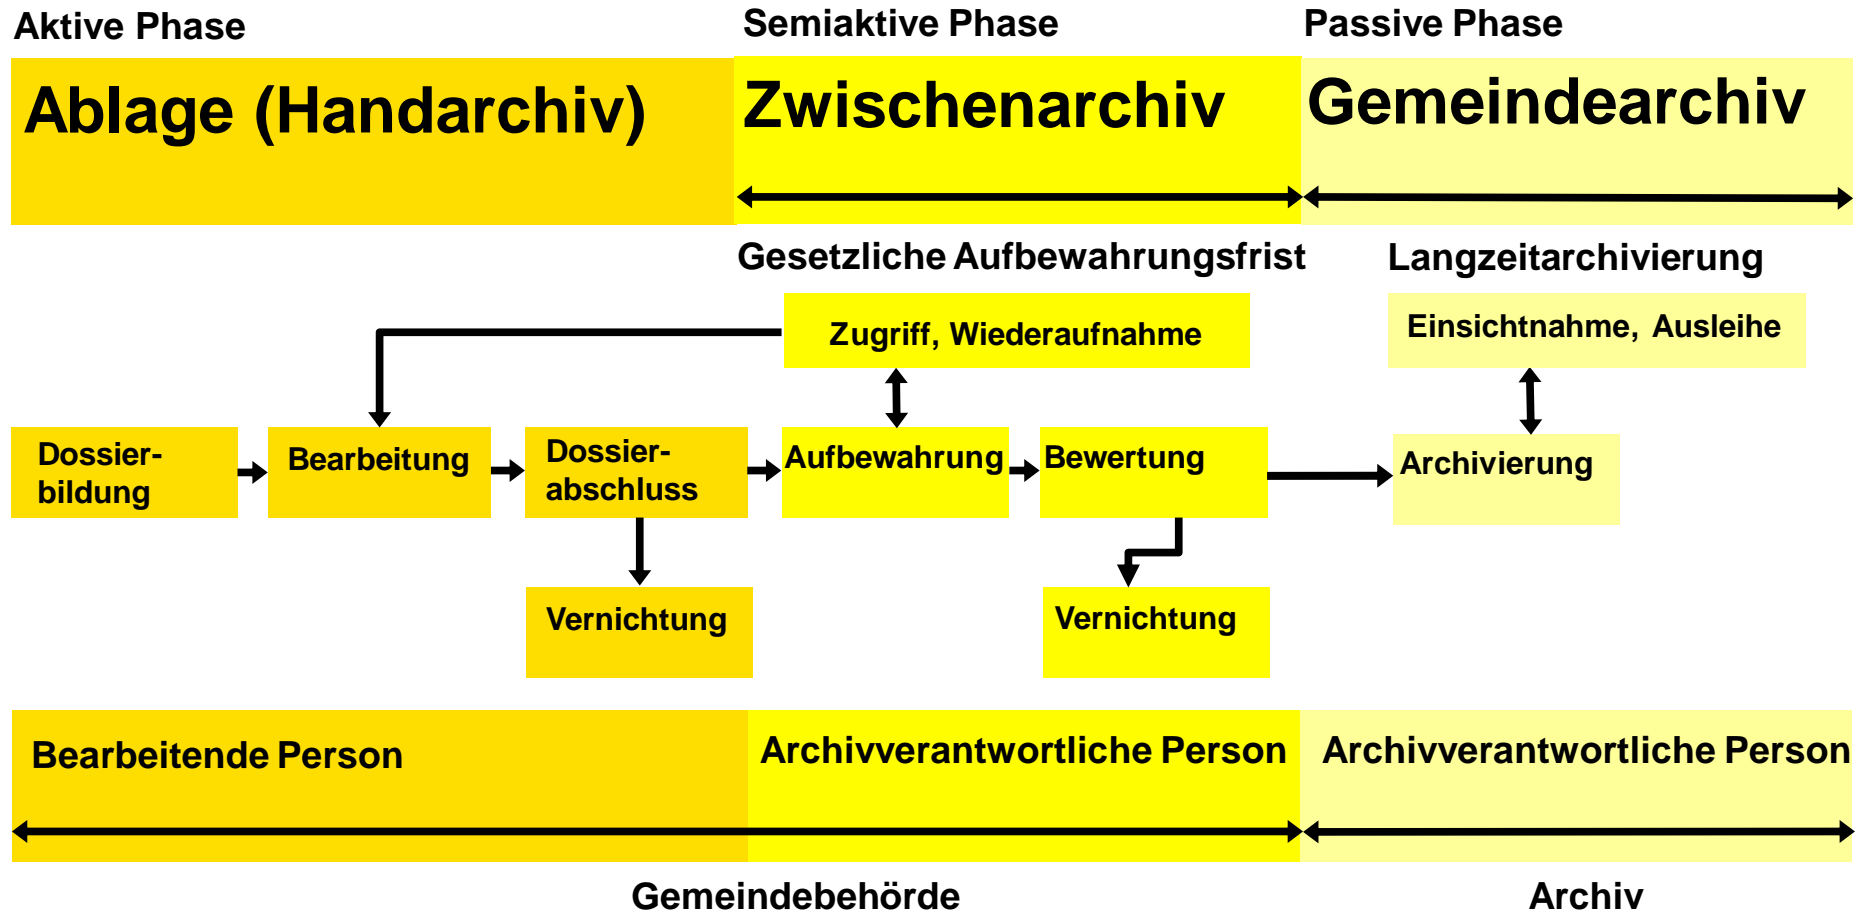 Aktive Phase
Semiaktive Phase
Passive Phase
Ablage (Handarchiv)
Zwischenarchiv
Gemeindearchiv
Gesetzliche Aufbewahrungsfrist
Langzeitarchivierung
Zugriff, Wiederaufnahme
Einsichtnahme, Ausleihe
Dossier-
bildung
Bearbeitung
Dossier-
abschluss
Aufbewahrung
Bewertung
Archivierung
Vernichtung
Vernichtung
Bearbeitende Person
Archivverantwortliche Person
Archivverantwortliche Person
Gemeindebehörde
Archiv